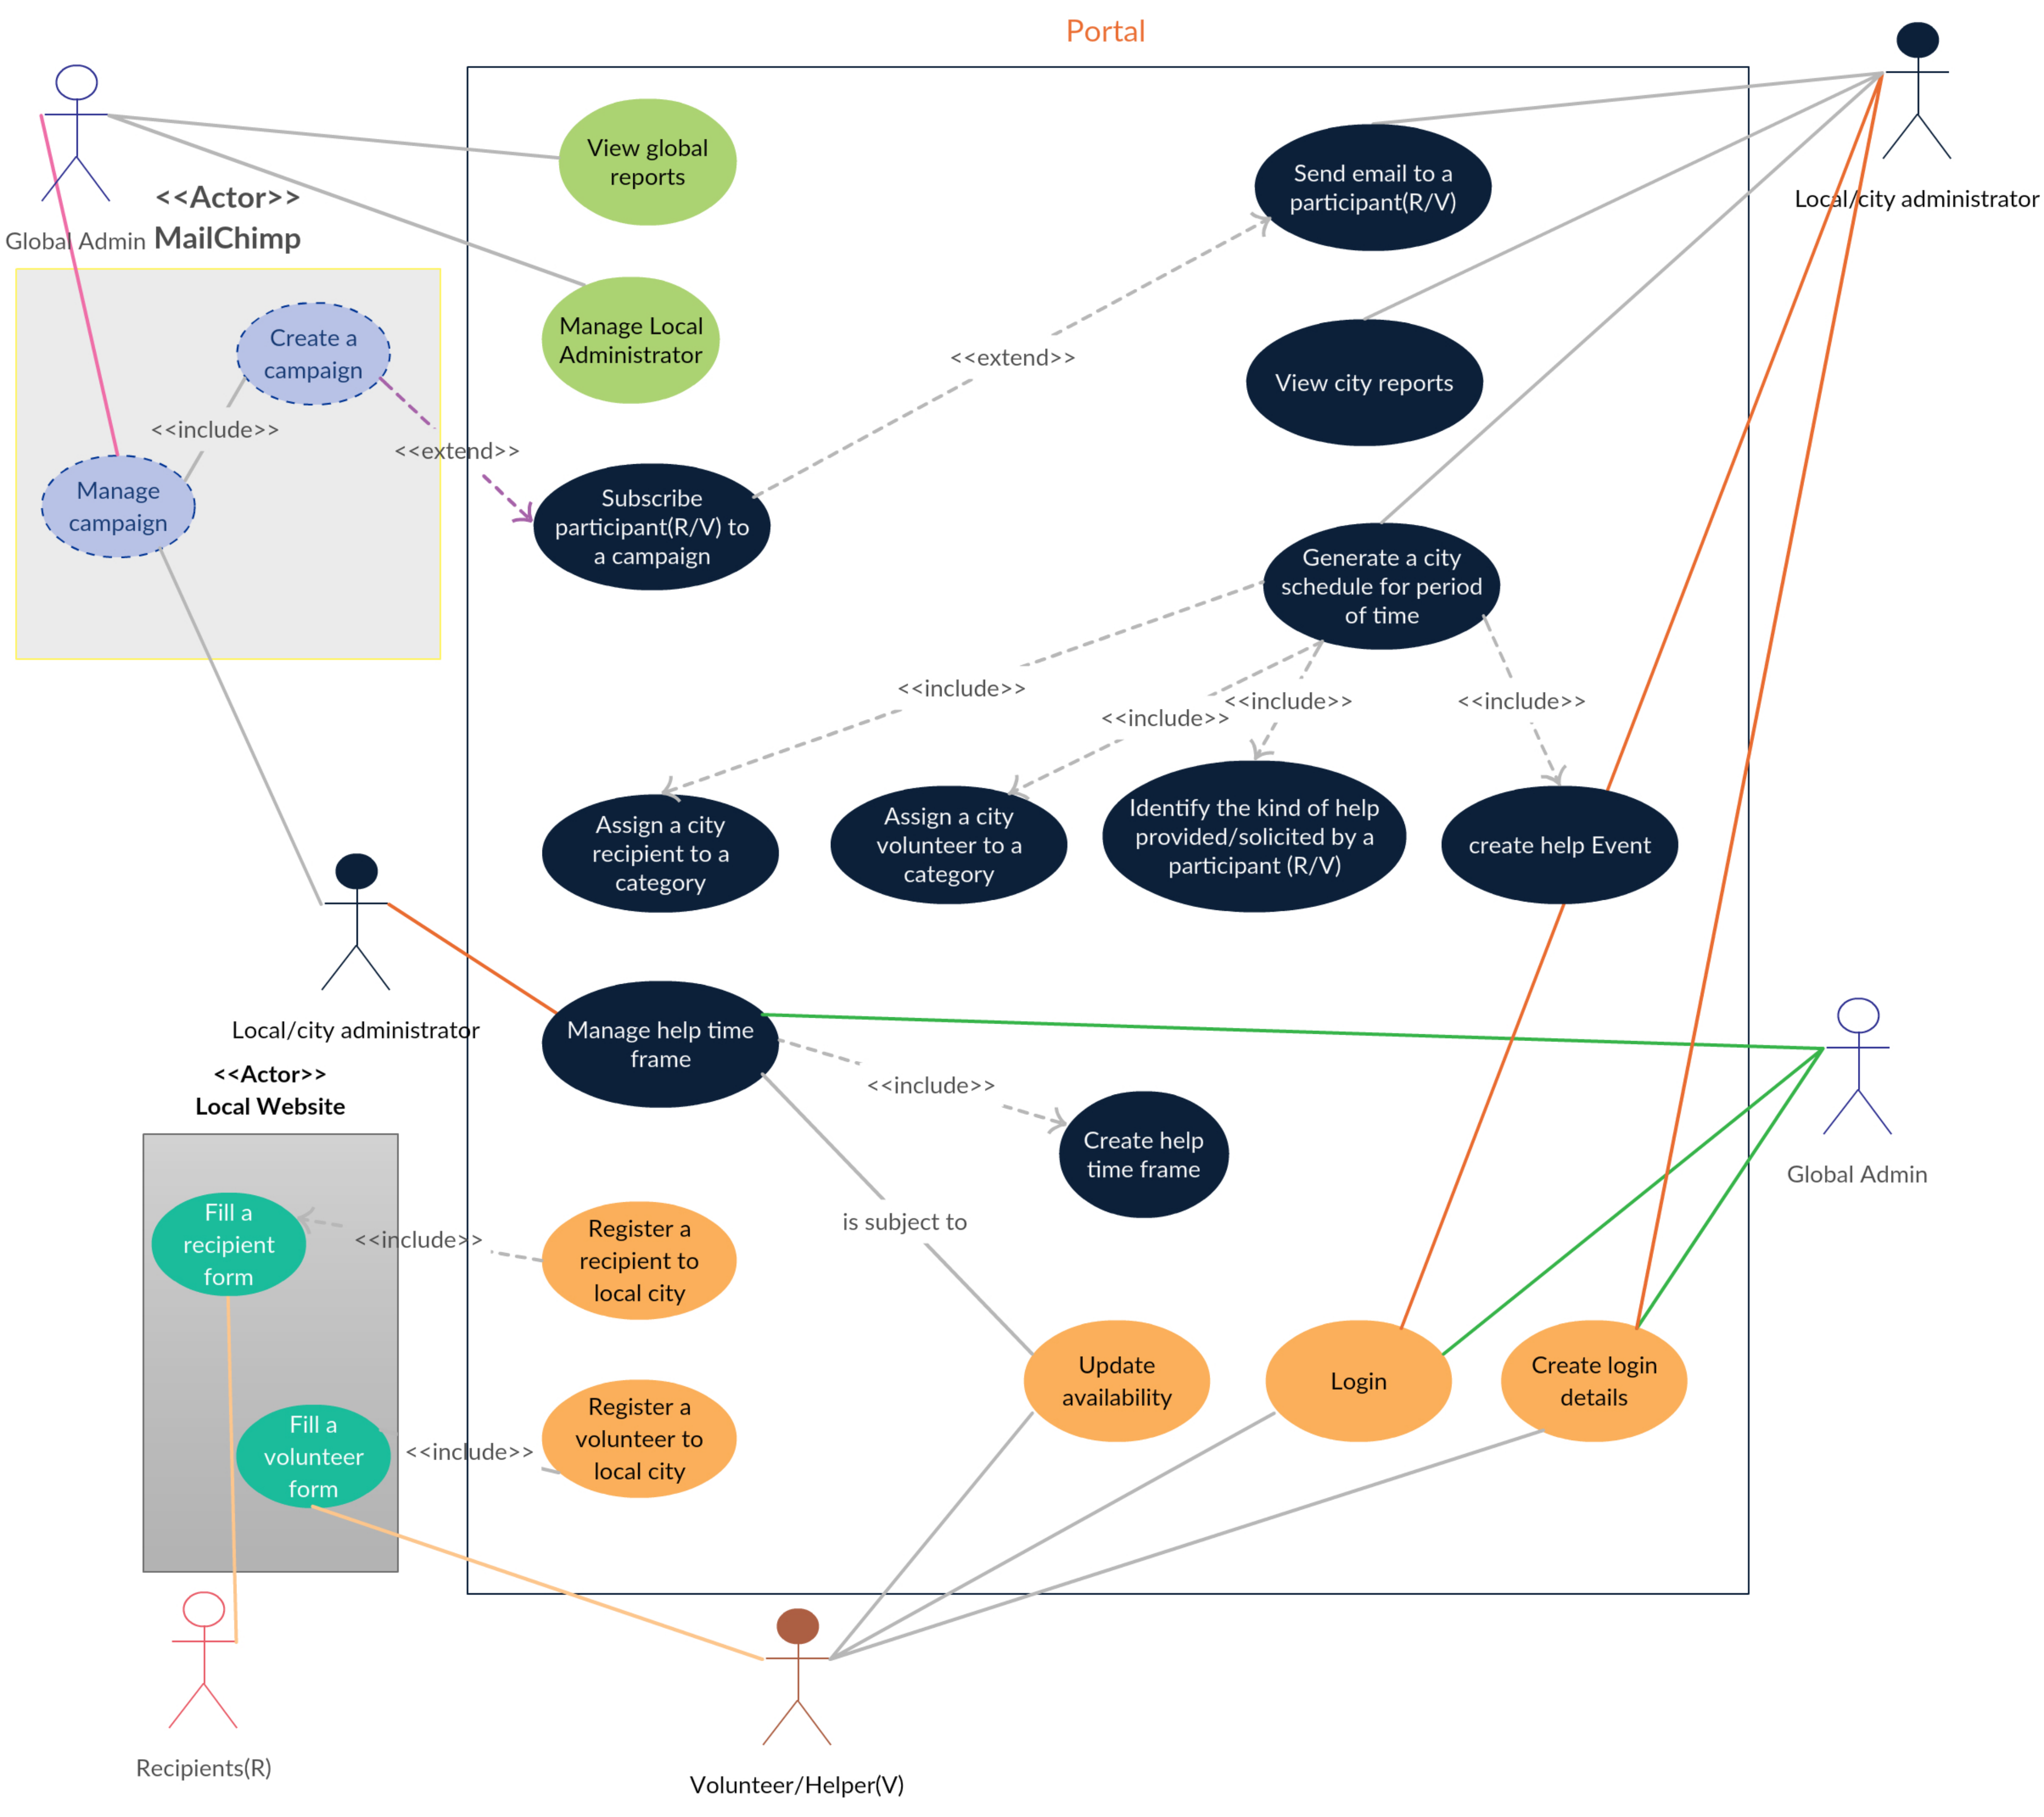 Portal
Global Admin
<<Actor>>
MailChimp
Local/city administrator
View global
reports
Send email to a
participant(R/V)
Manage Local
Administrator
Create a
campaign
<<extend>>
View city reports
<<include>>
<<extend>>
Manage
campaign
Subscribe
participant(R/V) to
a campaign
Generate a city
schedule for period
of time
<<include>>
<<include>>
<<include>>
<<include>>
Assign a city
recipient to a
category
Assign a city
volunteer to a
category
Identify the kind of help
provided/solicited by a
participant (R/V)
create help Event
Local/city administrator
Manage help time
frame
<<include>>
Create help
time frame
Global Admin
<<Actor>>
Local Website
Fill a
recipient
form
<<include>>
Register a
recipient to
local city
is subject to
Update
availability
Login
Create login
details
Fill a
volunteer
form
<<include>>
Register a
volunteer to
local city
Recipients(R)
Volunteer/Helper(V)